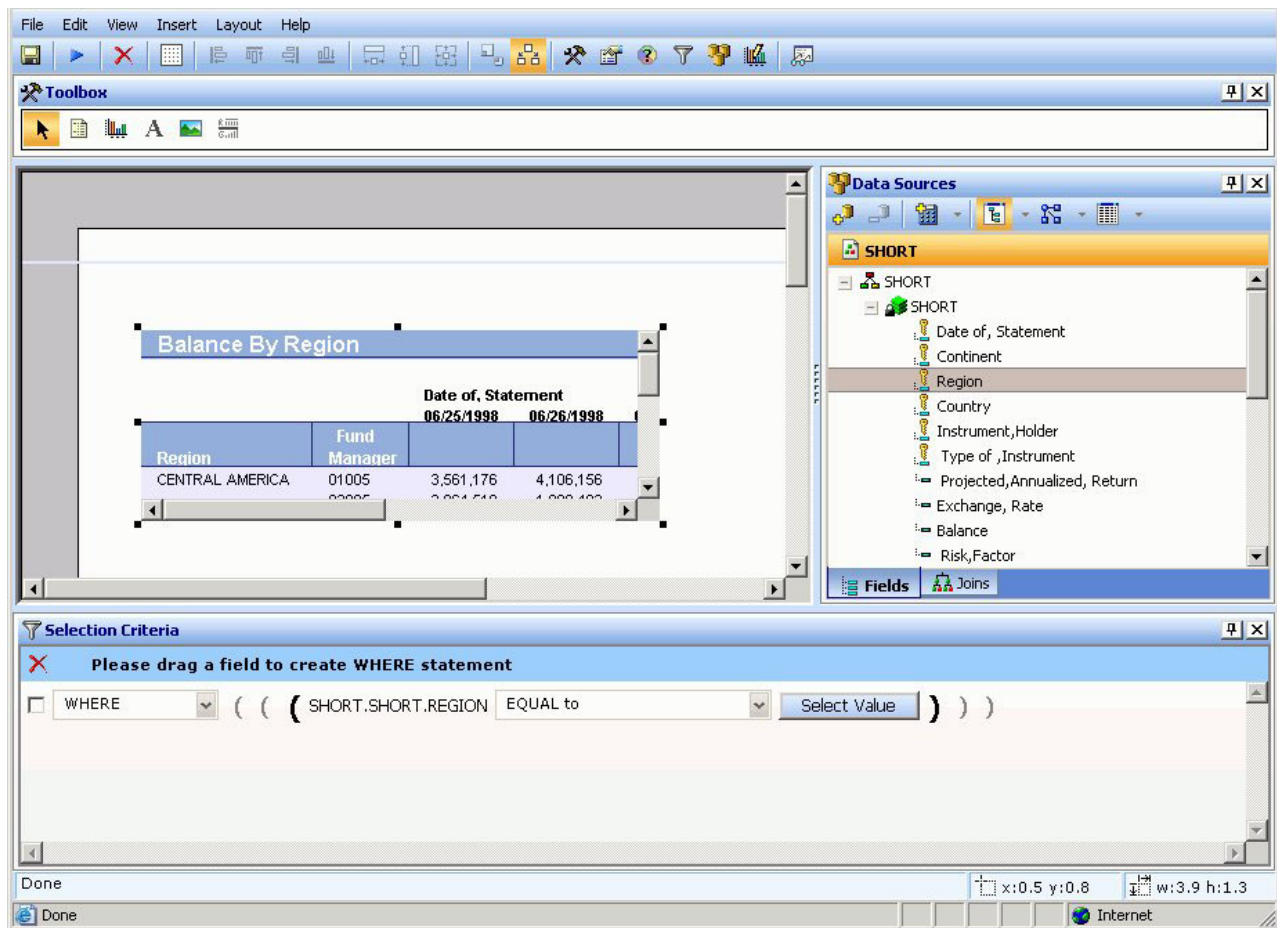 File Edit View Insert Layout Help
Toolbox
A
Data Sources
SHORT
SHORT
SHORT
Date of, Statement
Continent
Region
Country
Instrument,Holder
Type of ,Instrument
Projected,Annualized, Return
Exchange, Rate
Balance
Risk,Factor
Fields Joins
Balance By Region
Date of, Statement
06/25/1998 06/26/1998
Fund
Region Manager
CENTRAL AMERICA 01005 3,561,176 4,106,156
Selection Criteria
Please drag a field to create WHERE statement
WHERE ( ( ( SHORT.SHORT.REGION EQUAL to Select Value ) ) )
Done x:0.5 y:0.8 w:3.9 h:1.3
Done Internet